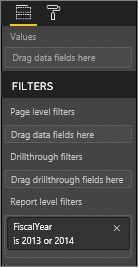 Values
Drag data fields here
FILTERS
Page level filters
Drag data fields here
Drillthrough filters
Drag drillthrough fields here
Report level filters
FiscalYear
is 2013 or 2014